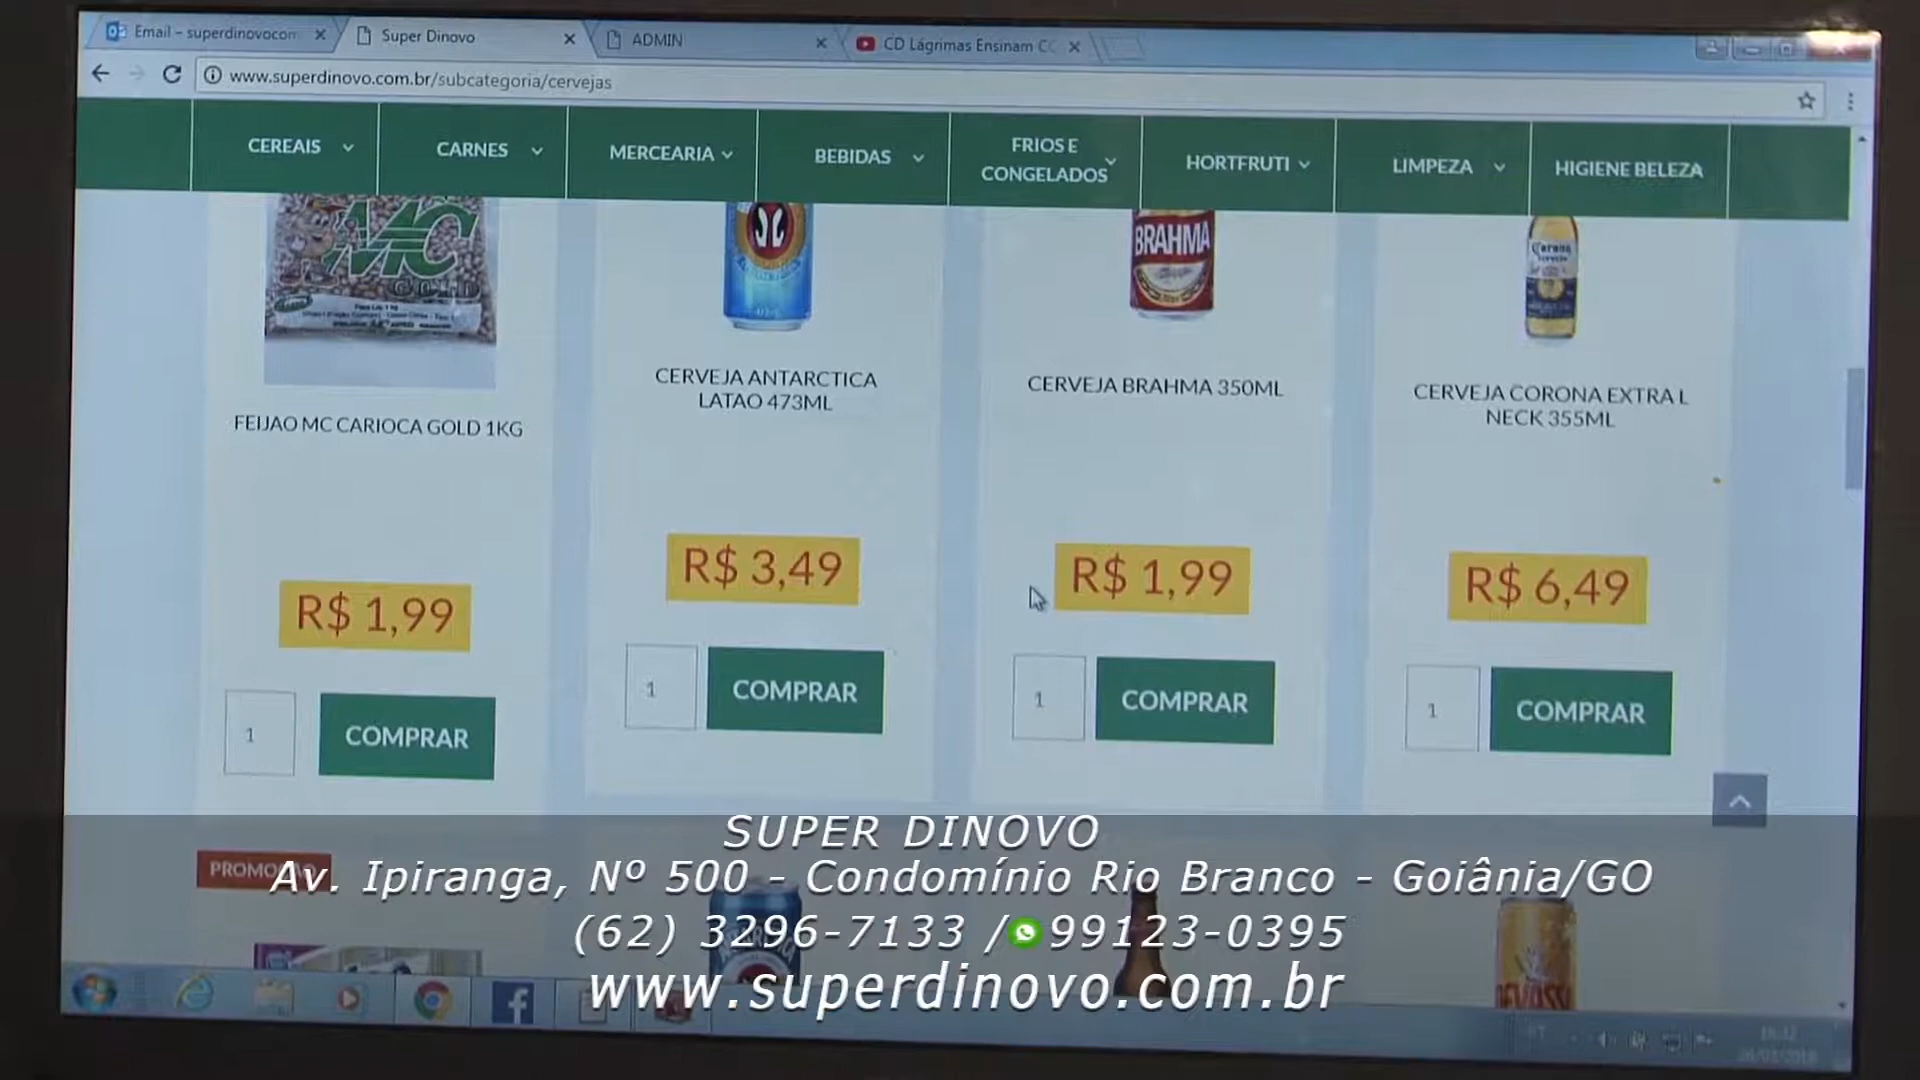 Email - superdinovocom
Super Dinovo
ADMIN
CD Lágrimas Ensinam CC
www.superdinovo.com.br/subcategoria/cervejas
CEREAIS
CARNES
MERCEARIA
BEBIDAS
FRIOS E
CONGELADOS
HORTFRUTI
LIMPEZA
HIGIENE BELEZA
MC
GOLD
BRAHMA
Corona
FEIJAO MC CARIOCA GOLD 1KG
CERVEJA ANTARCTICA
LATAO 473ML
CERVEJA BRAHMA 350ML
CERVEJA CORONA EXTRA L
NECK 355ML
R$ 1,99
R$ 3,49
R$ 1,99
R$ 6,49
1
COMPRAR
1
COMPRAR
1
COMPRAR
1
COMPRAR
SUPER DINOVO
Av. Ipiranga, Nº 500 - Condomínio Rio Branco - Goiânia/GO
(62) 3296-7133 / 99123-0395
www.superdinovo.com.br